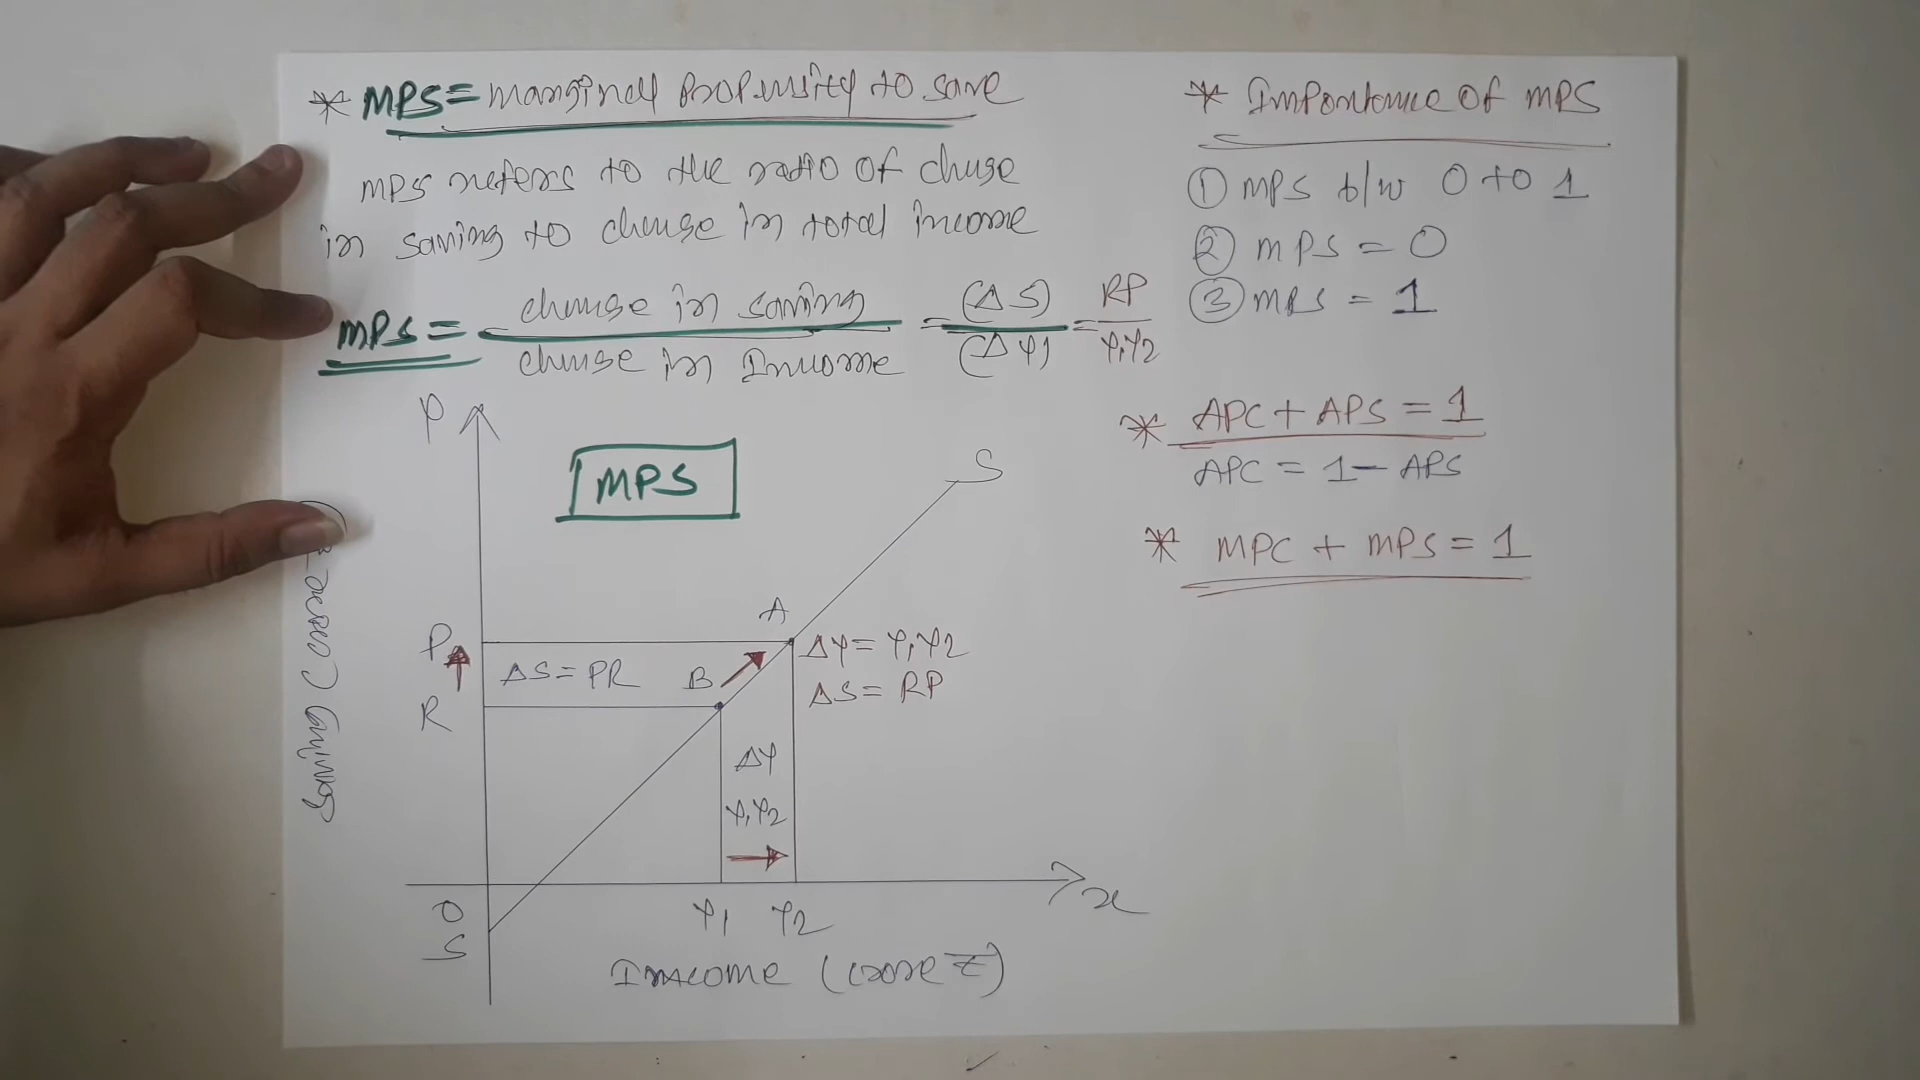 * MPS = marginal propensity to save
MPS refers to the ratio of change
in saving to change in total income
MPS = change in saving / change in Income = (ΔS) / (ΔY) = RP / Y1Y2
Y
MPS
S
A
P
ΔS = PR
B
R
ΔY = Y1Y2
ΔS = RP
ΔY
Y1Y2
O
S
Y1 Y2
x
Income (crore ₹)
Saving (crore ₹)
* Importance of MPS
① MPS b/w 0 to 1
② MPS = 0
③ MPS = 1
* APC + APS = 1
APC = 1 - APS
* MPC + MPS = 1